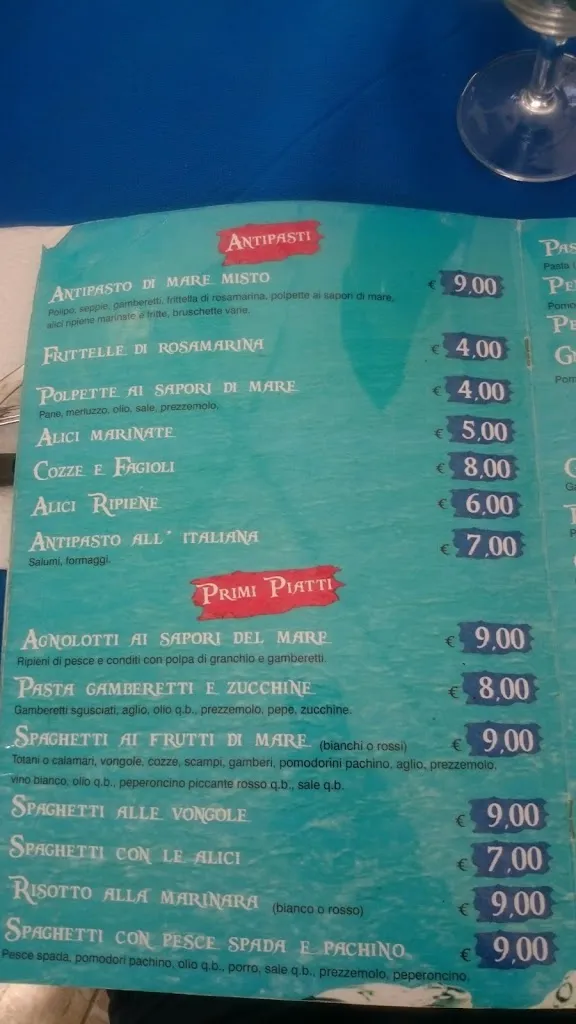 ANTIPASTI
ANTIPASTO DI MARE MISTO € 9,00
Polipo, seppie, gamberetti, frittella di rosamarina, polpette ai sapori di mare,
alici ripiene marinate e fritte, bruschette varie.
FRITTELLE DI ROSAMARINA € 4,00
POLPETTE AI SAPORI DI MARE € 4,00
Pane, merluzzo, olio, sale, prezzemolo.
ALICI MARINATE € 5,00
COZZE E FAGIOLI € 8,00
ALICI RIPIENE € 6,00
ANTIPASTO ALL' ITALIANA € 7,00
Salumi, formaggi.
PRIMI PIATTI
AGNOLOTTI AI SAPORI DEL MARE € 9,00
Ripieni di pesce e conditi con polpa di granchio e gamberetti.
PASTA GAMBERETTI E ZUCCHINE € 8,00
Gamberetti sgusciati, aglio, olio q.b., prezzemolo, pepe, zucchine.
SPAGHETTI AI FRUTTI DI MARE (bianchi o rossi) € 9,00
Totani o calamari, vongole, cozze, scampi, gamberi, pomodorini pachino, aglio, prezzemolo,
vino bianco, olio q.b., peperoncino piccante rosso q.b., sale q.b.
SPAGHETTI ALLE VONGOLE € 9,00
SPAGHETTI CON LE ALICI € 7,00
RISOTTO ALLA MARINARA (bianco o rosso) € 9,00
SPAGHETTI CON PESCE SPADA E PACHINO € 9,00
Pesce spada, pomodori pachino, olio q.b., porro, sale q.b., prezzemolo, peperoncino.